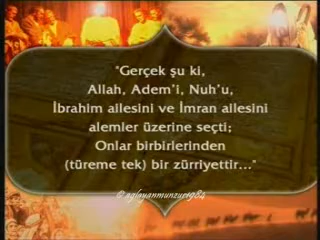 "Gerçek şu ki,
Allah, Adem'i, Nuh'u,
İbrahim ailesini ve İmran ailesini
alemler üzerine seçti;
Onlar birbirlerinden
(türeme tek) bir zürriyettir..."
© aglayanmunzur1984